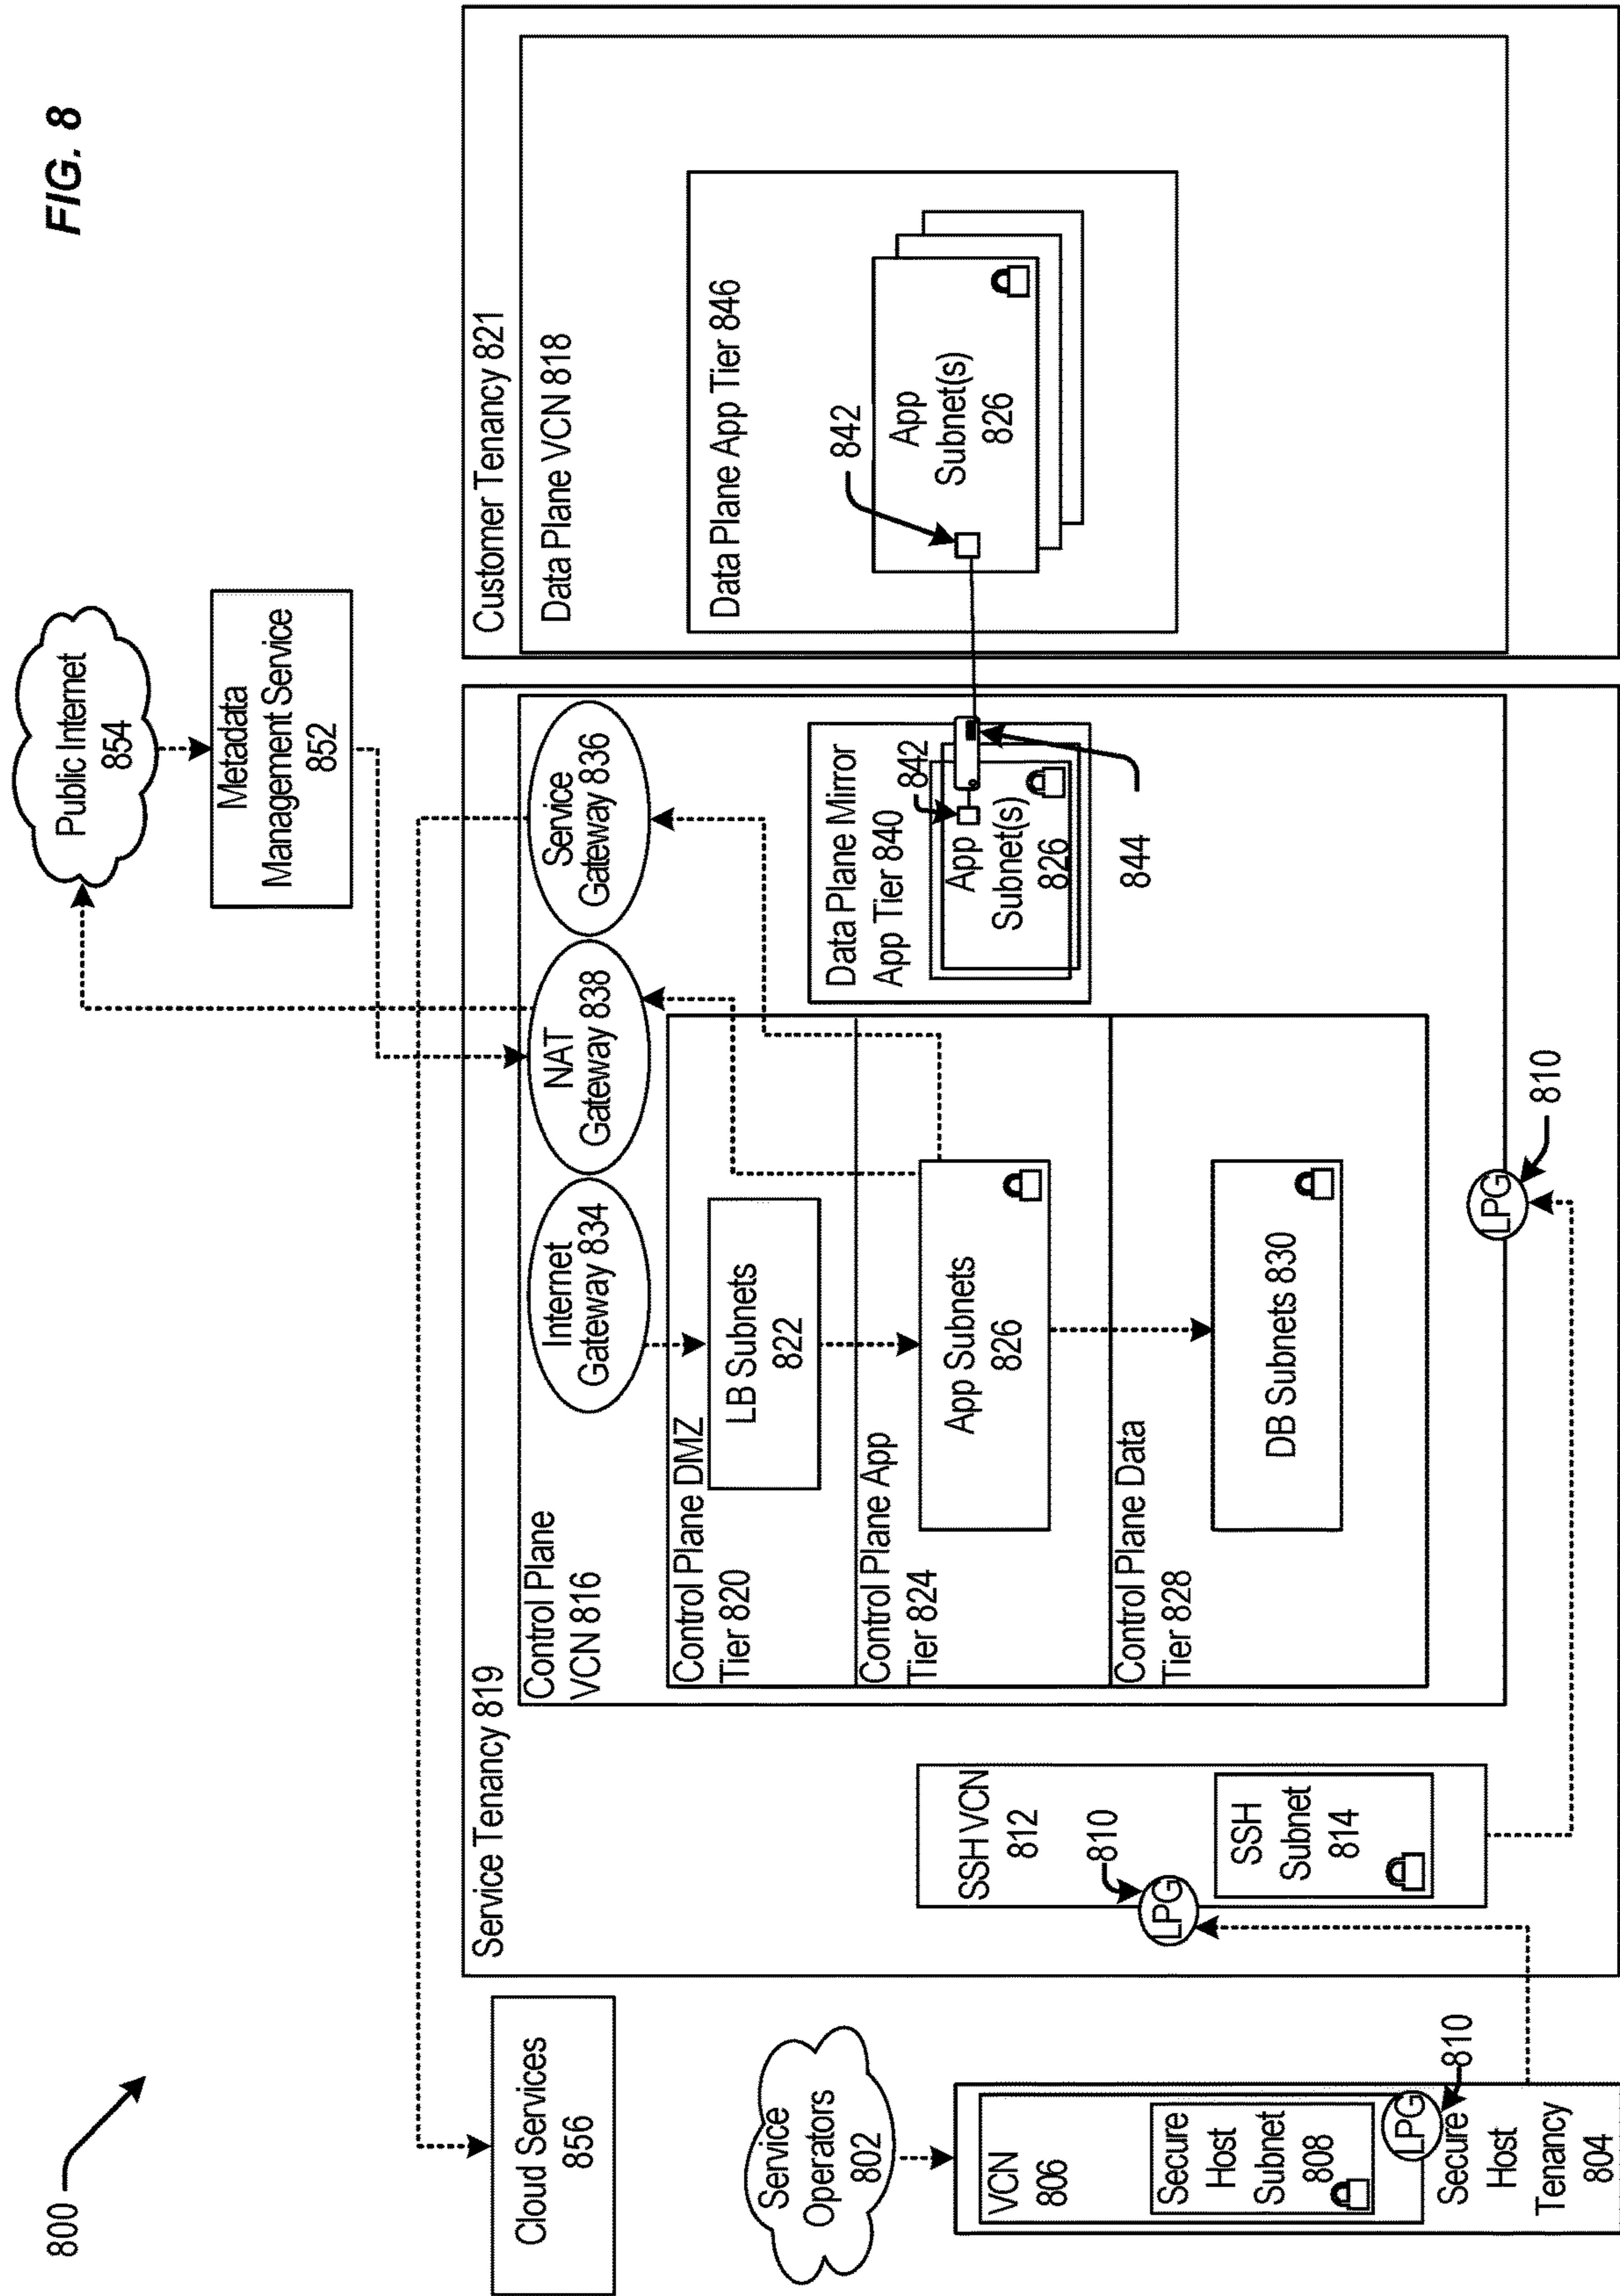 800
FIG. 8
Public Internet
854
Metadata
Management Service
852
Cloud Services
856
Service
Operators
802
VCN
806
Secure
Host
Subnet
808
LPG
810
Secure
Host
Tenancy
804
Service Tenancy 819
SSH VCN
812
810
LPG
SSH
Subnet
814
Control Plane
VCN 816
Internet
Gateway 834
NAT
Gateway 838
Service
Gateway 836
Control Plane DMZ
Tier 820
LB Subnets
822
Control Plane App
Tier 824
App Subnets
826
Control Plane Data
Tier 828
DB Subnets 830
Data Plane Mirror
App Tier 840
842
App
Subnet(s)
826
844
LPG
810
Customer Tenancy 821
Data Plane VCN 818
Data Plane App Tier 846
842
App
Subnet(s)
826